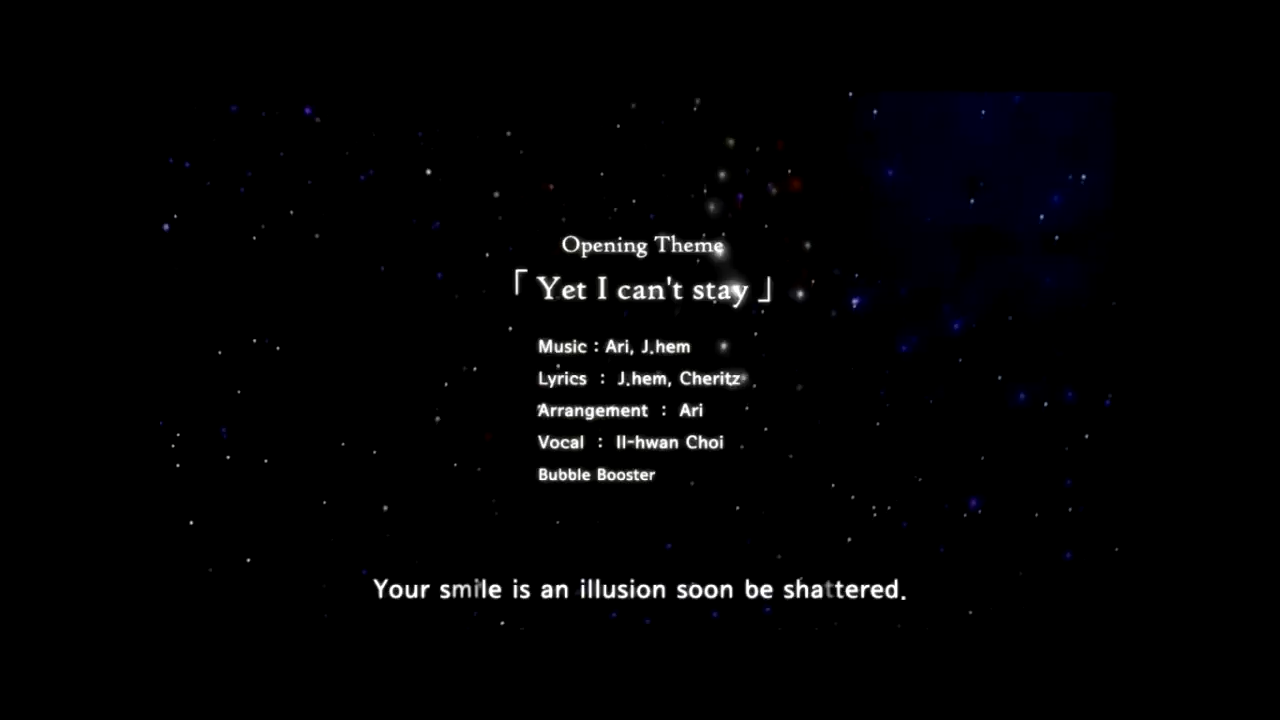 Opening Theme
「 Yet I can't stay 」
Music : Ari, J.hem
Lyrics : J.hem, Cheritz
Arrangement : Ari
Vocal : Il-hwan Choi
Bubble Booster
Your smile is an illusion soon be shattered.